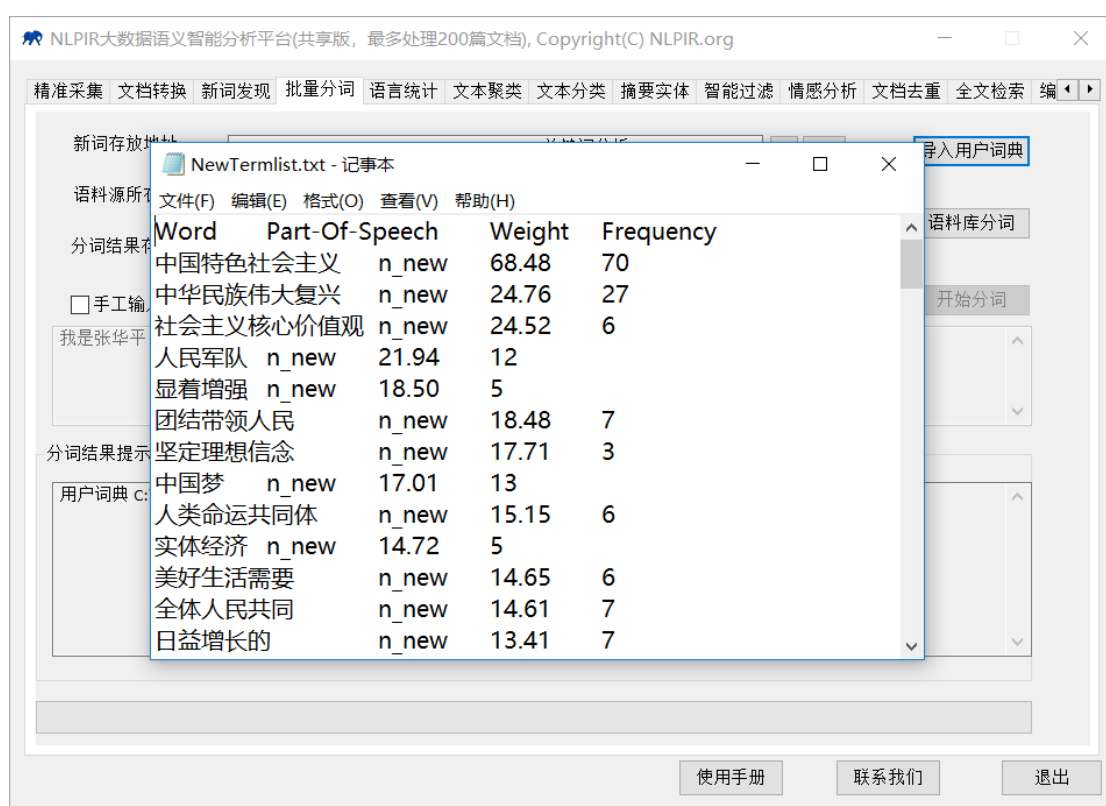 NLPIR大数据语义智能分析平台(共享版，最多处理200篇文档), Copyright(C) NLPIR.org
精准采集 文档转换 新词发现 批量分词 语言统计 文本聚类 文本分类 摘要实体 智能过滤 情感分析 文档去重 全文检索 编
新词存放地址
导入用户词典
NewTermlist.txt - 记事本
语料源所在
文件(F) 编辑(E) 格式(O) 查看(V) 帮助(H)
语料库分词
分词结果存
Word Part-Of-Speech Weight Frequency
中国特色社会主义 n_new 68.48 70
手工输入
中华民族伟大复兴 n_new 24.76 27
开始分词
社会主义核心价值观 n_new 24.52 6
我是张华平
人民军队 n_new 21.94 12
显着增强 n_new 18.50 5
团结带领人民 n_new 18.48 7
分词结果提示
坚定理想信念 n_new 17.71 3
用户词典 C:
中国梦 n_new 17.01 13
人类命运共同体 n_new 15.15 6
实体经济 n_new 14.72 5
美好生活需要 n_new 14.65 6
全体人民共同 n_new 14.61 7
日益增长的 n_new 13.41 7
使用手册 联系我们 退出